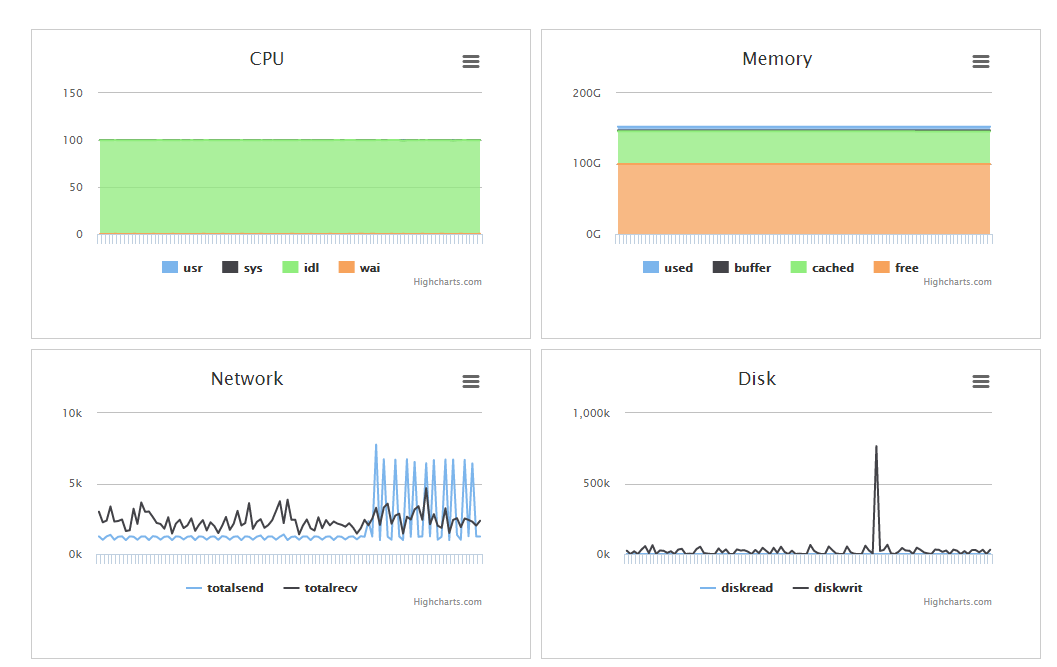 CPU
150
100
50
0
usr sys idl wai
Highcharts.com
Memory
200G
100G
0G
used buffer cached free
Highcharts.com
Network
10k
5k
0k
totalsend totalrecv
Highcharts.com
Disk
1,000k
500k
0k
diskread diskwrit
Highcharts.com